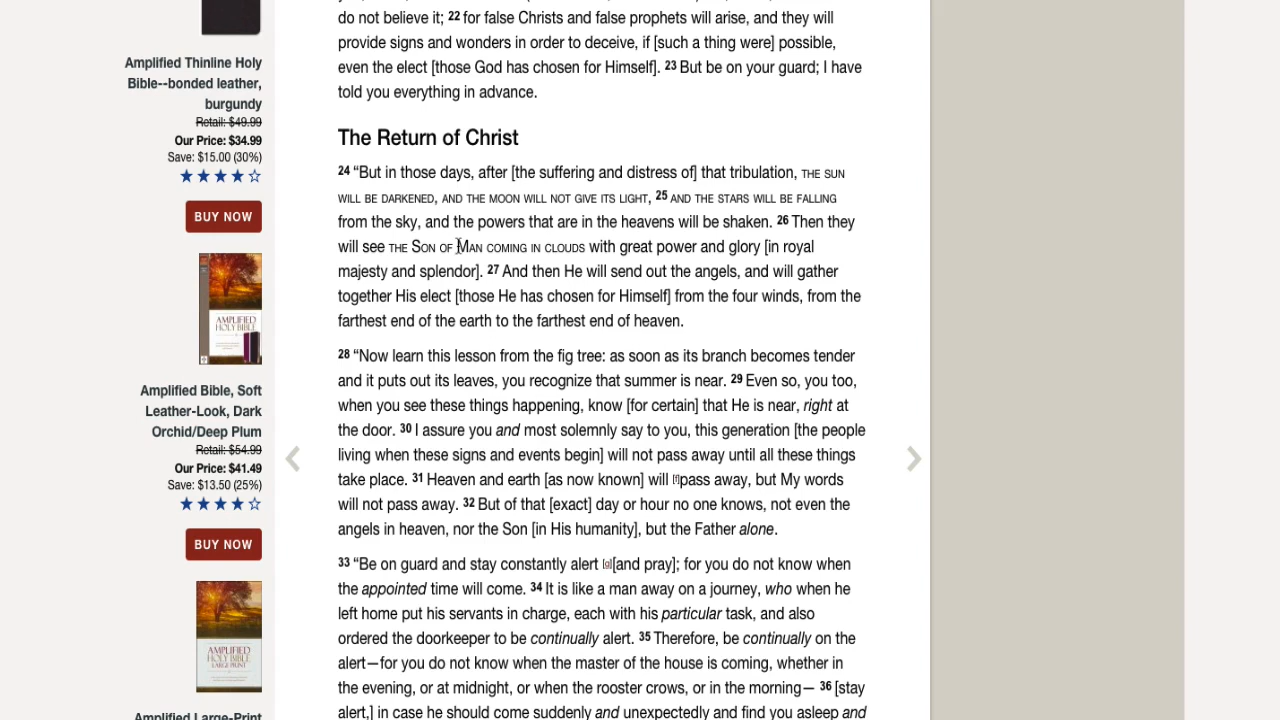 Amplified Thinline Holy
Bible--bonded leather,
burgundy
Retail: $49.99
Our Price: $34.99
Save: $15.00 (30%)
BUY NOW
AMPLIFIED
HOLY BIBLE
Amplified Bible, Soft
Leather-Look, Dark
Orchid/Deep Plum
Retail: $54.99
Our Price: $41.49
Save: $13.50 (25%)
BUY NOW
AMPLIFIED
HOLY BIBLE
LARGE PRINT
Amplified Large-Print
do not believe it; 22 for false Christs and false prophets will arise, and they will
provide signs and wonders in order to deceive, if [such a thing were] possible,
even the elect [those God has chosen for Himself]. 23 But be on your guard; I have
told you everything in advance.
The Return of Christ
24 “But in those days, after [the suffering and distress of] that tribulation, THE SUN
WILL BE DARKENED, AND THE MOON WILL NOT GIVE ITS LIGHT, 25 AND THE STARS WILL BE FALLING
from the sky, and the powers that are in the heavens will be shaken. 26 Then they
will see THE SON OF MAN COMING IN CLOUDS with great power and glory [in royal
majesty and splendor]. 27 And then He will send out the angels, and will gather
together His elect [those He has chosen for Himself] from the four winds, from the
farthest end of the earth to the farthest end of heaven.
28 “Now learn this lesson from the fig tree: as soon as its branch becomes tender
and it puts out its leaves, you recognize that summer is near. 29 Even so, you too,
when you see these things happening, know [for certain] that He is near, right at
the door. 30 I assure you and most solemnly say to you, this generation [the people
living when these signs and events begin] will not pass away until all these things
take place. 31 Heaven and earth [as now known] will [f]pass away, but My words
will not pass away. 32 But of that [exact] day or hour no one knows, not even the
angels in heaven, nor the Son [in His humanity], but the Father alone.
33 “Be on guard and stay constantly alert [g][and pray]; for you do not know when
the appointed time will come. 34 It is like a man away on a journey, who when he
left home put his servants in charge, each with his particular task, and also
ordered the doorkeeper to be continually alert. 35 Therefore, be continually on the
alert—for you do not know when the master of the house is coming, whether in
the evening, or at midnight, or when the rooster crows, or in the morning— 36 [stay
alert,] in case he should come suddenly and unexpectedly and find you asleep and